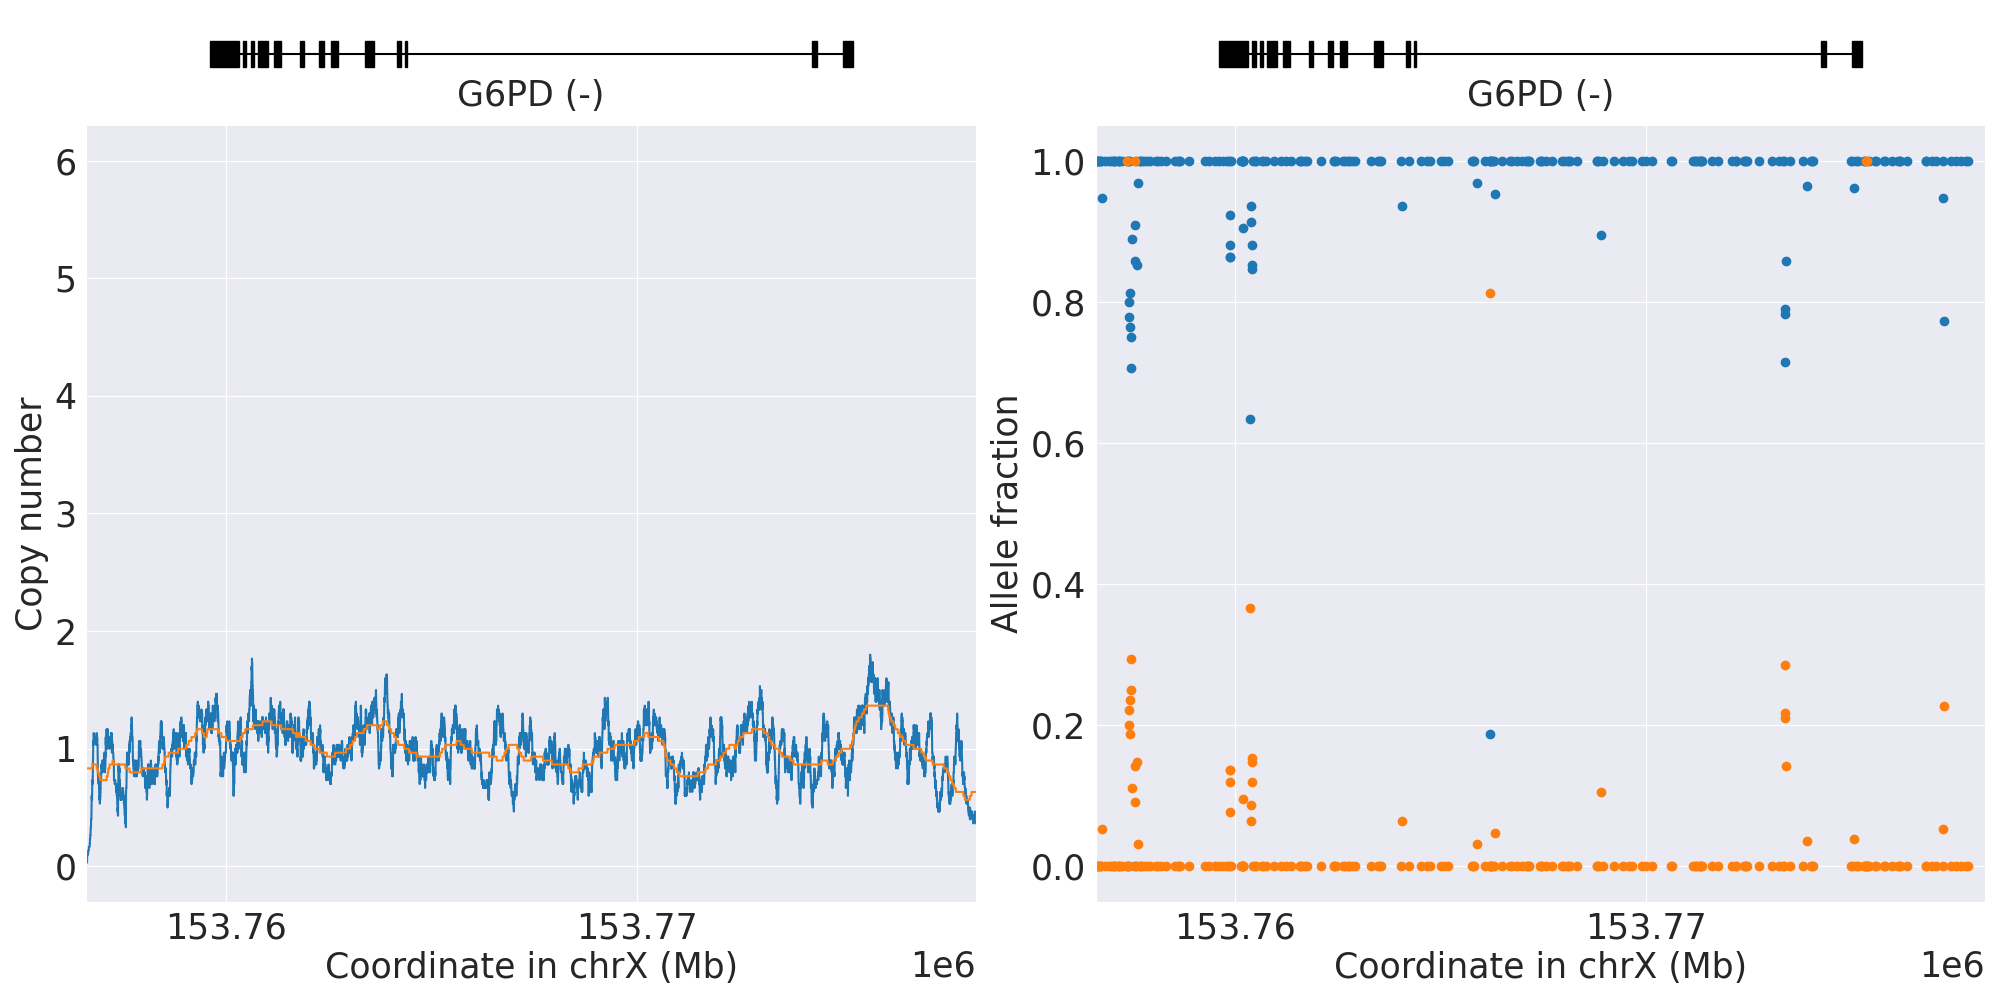 G6PD (-)
6
5
4
3
2
1
0
Copy number
153.76
153.77
Coordinate in chrX (Mb)
1e6
G6PD (-)
1.0
0.8
0.6
0.4
0.2
0.0
Allele fraction
153.76
153.77
Coordinate in chrX (Mb)
1e6